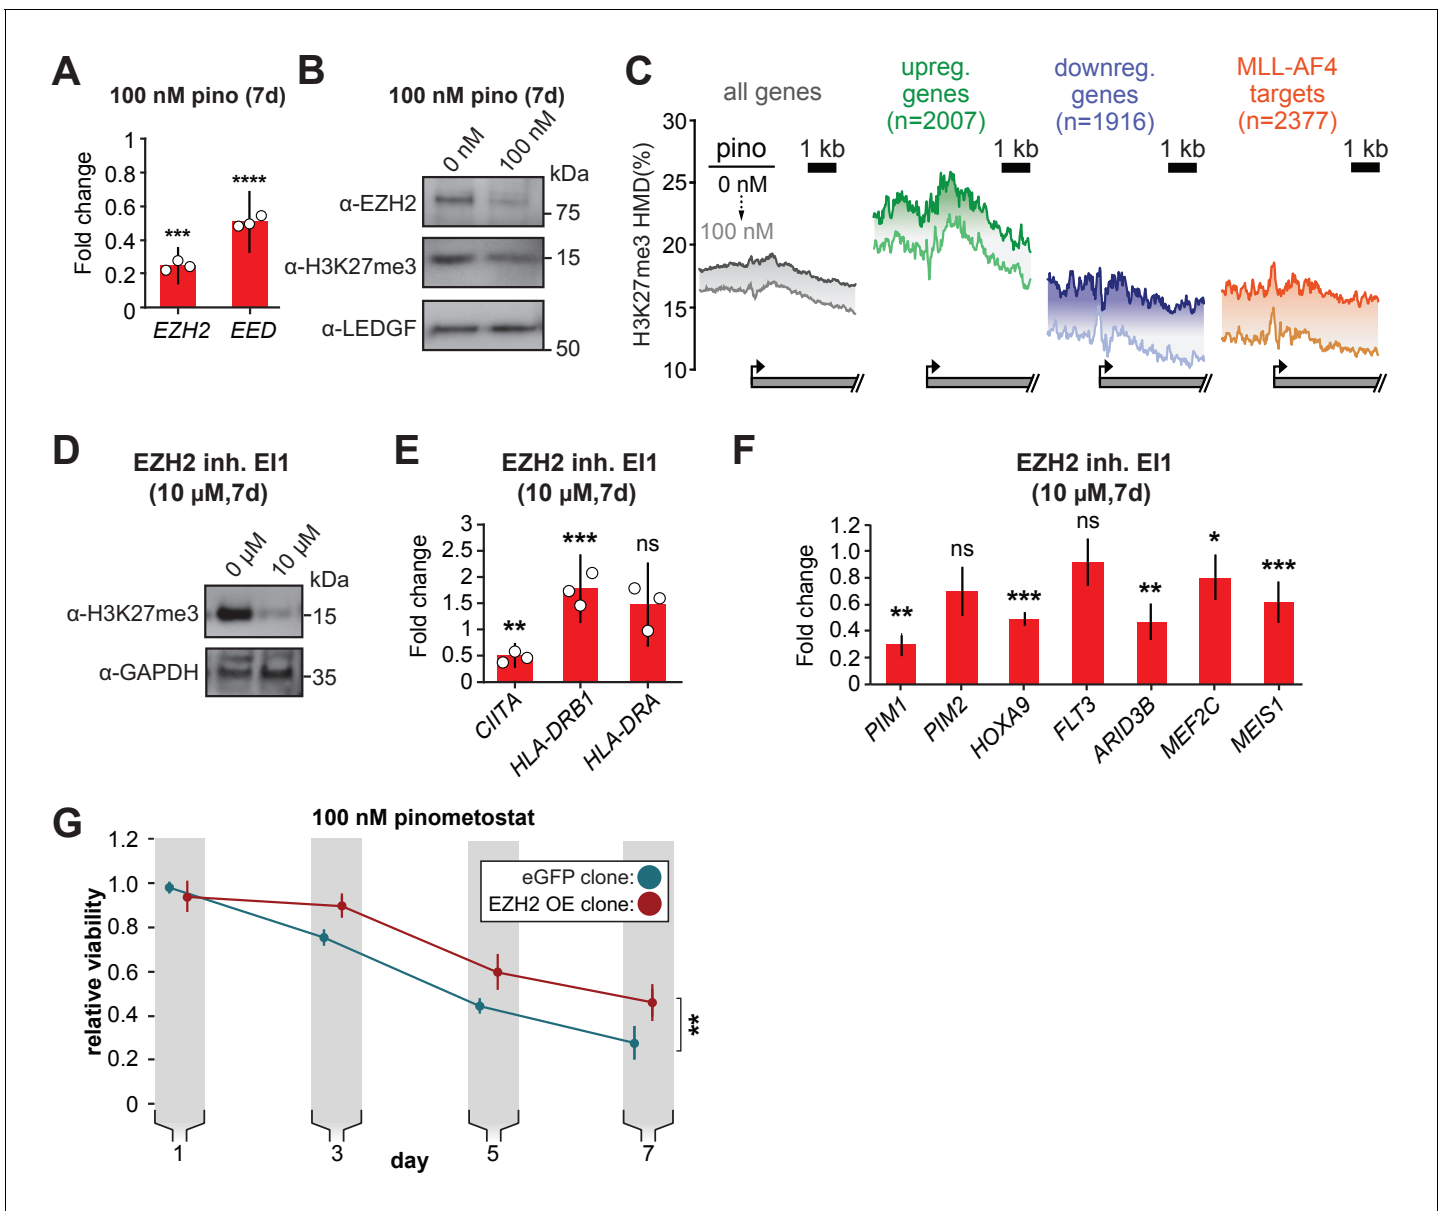 A
100 nM pino (7d)
Fold change
1
0.8
0.6
0.4
0.2
0
***
****
EZH2
EED
B
100 nM pino (7d)
0 nM
100 nM
kDa
α-EZH2
75
α-H3K27me3
15
α-LEDGF
50
C
H3K27me3 HMD(%)
30
25
20
15
10
all genes
pino
0 nM
100 nM
1 kb
upreg.
genes
(n=2007)
1 kb
downreg.
genes
(n=1916)
1 kb
MLL-AF4
targets
(n=2377)
1 kb
D
EZH2 inh. EI1
(10 µM,7d)
0 µM
10 µM
kDa
α-H3K27me3
15
α-GAPDH
35
E
EZH2 inh. EI1
(10 µM,7d)
Fold change
3
2.5
2
1.5
1
0.5
0
**
***
ns
CIITA
HLA-DRB1
HLA-DRA
F
EZH2 inh. EI1
(10 µM,7d)
Fold change
1.2
1.0
0.8
0.6
0.4
0.2
0
**
ns
***
ns
**
*
***
PIM1
PIM2
HOXA9
FLT3
ARID3B
MEF2C
MEIS1
G
100 nM pinometostat
relative viability
1.2
1.0
0.8
0.6
0.4
0.2
0
eGFP clone:
EZH2 OE clone:
**
1
3
5
7
day